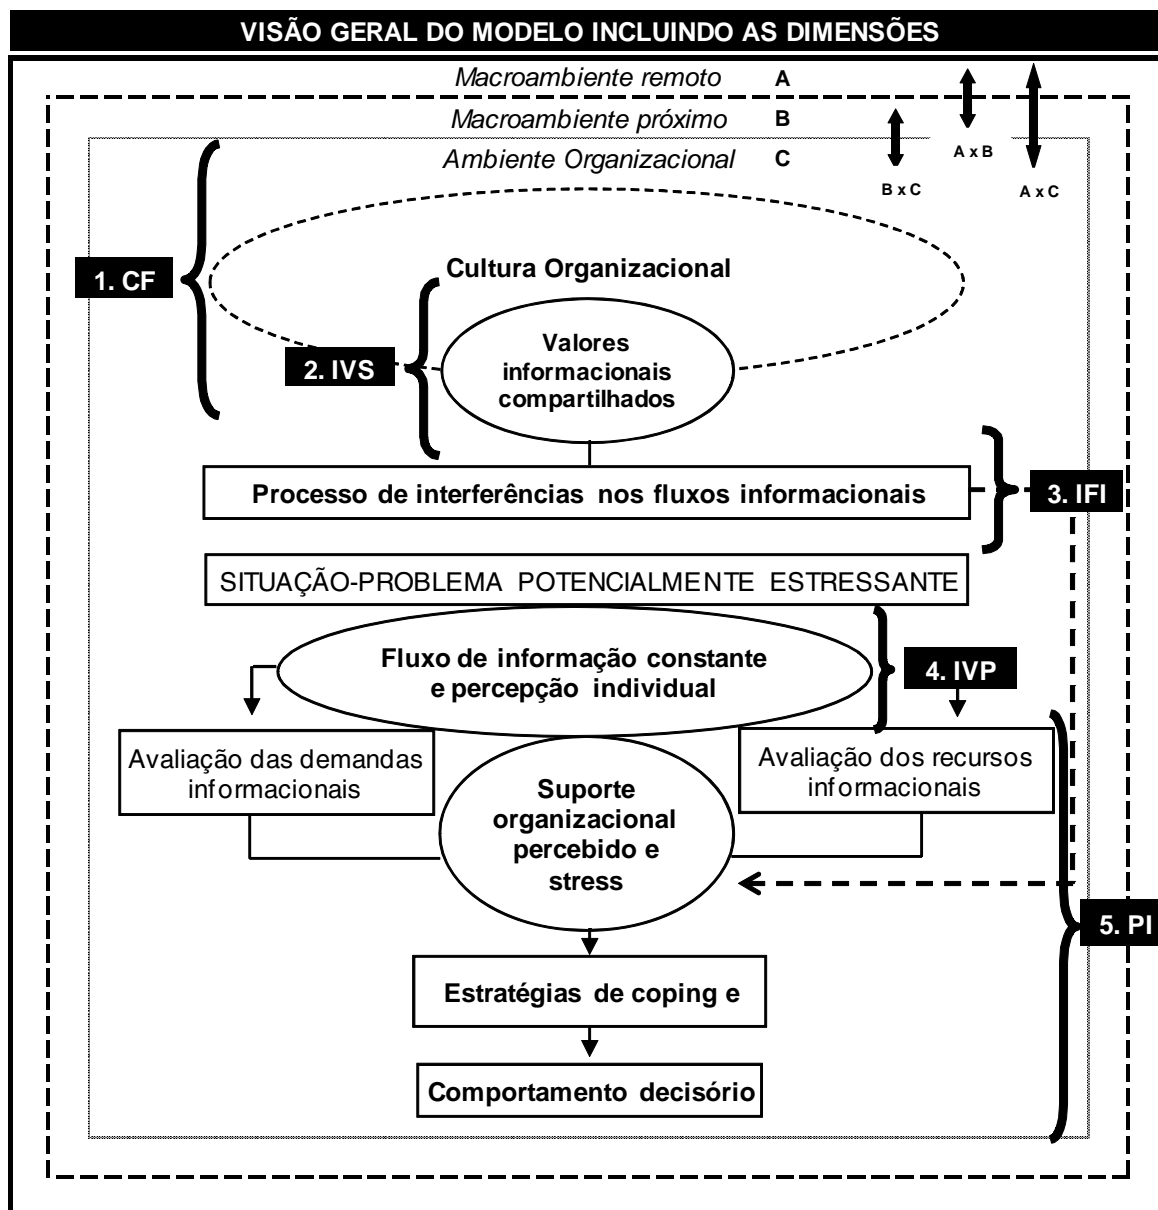 VISÃO GERAL DO MODELO INCLUINDO AS DIMENSÕES
Macroambiente remoto A
Macroambiente próximo B
Ambiente Organizacional C
A x B
B x C
A x C
Cultura Organizacional
1. CF
Valores
informacionais
compartilhados
2. IVS
Processo de interferências nos fluxos informacionais
3. IFI
SITUAÇÃO-PROBLEMA POTENCIALMENTE ESTRESSANTE
Fluxo de informação constante
e percepção individual
4. IVP
Avaliação das demandas
informacionais
Avaliação dos recursos
informacionais
Suporte
organizacional
percebido e
stress
5. PI
Estratégias de coping e
Comportamento decisório